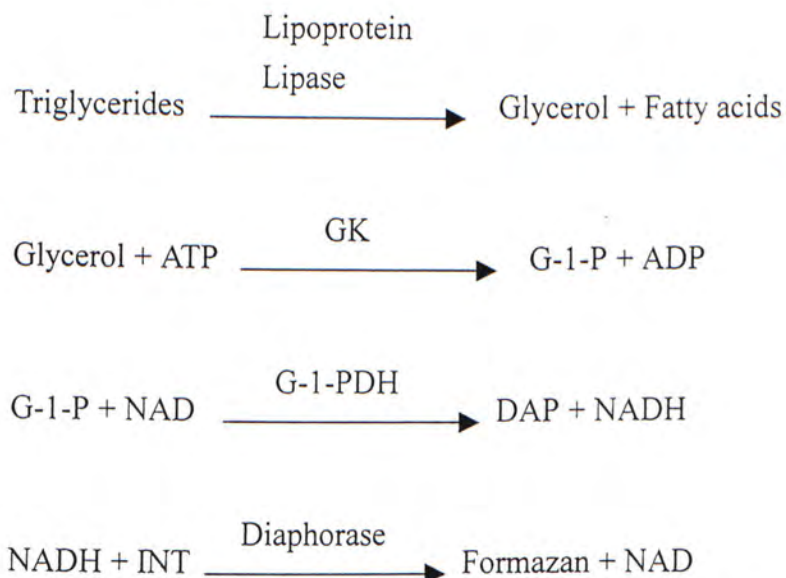 Lipoprotein
Lipase
Triglycerides Glycerol + Fatty acids
GK
Glycerol + ATP G-1-P + ADP
G-1-PDH
G-1-P + NAD DAP + NADH
Diaphorase
NADH + INT Formazan + NAD